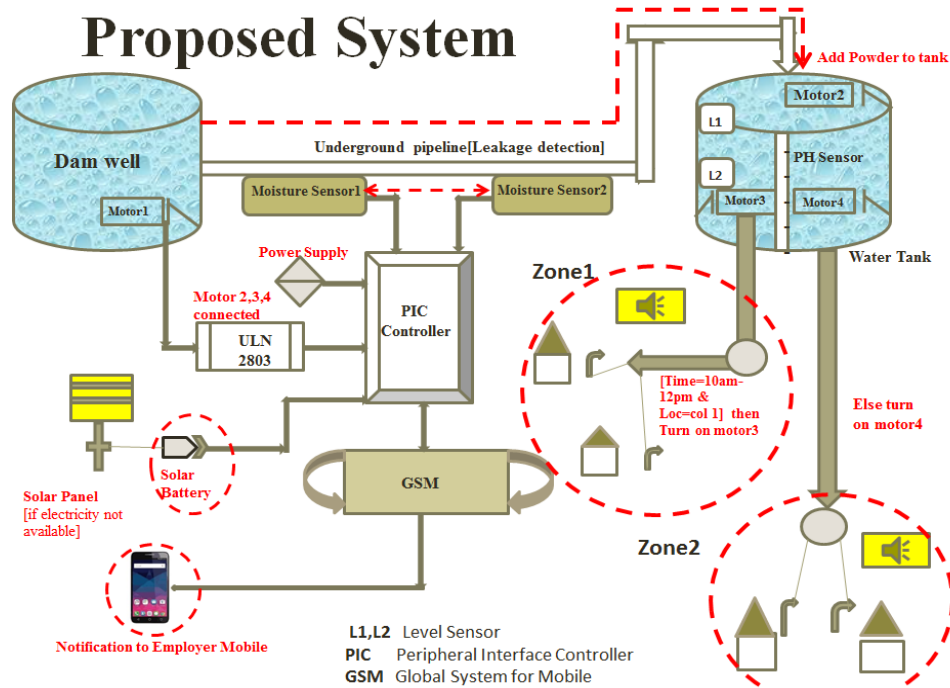 Proposed System
Add Powder to tank
Motor2
L1
Dam well
Underground pipeline[Leakage detection]
PH Sensor
L2
Moisture Sensor1
Moisture Sensor2
Motor1
Motor3
Motor4
Water Tank
Power Supply
Zone1
Motor 2,3,4
connected
PIC
Controller
ULN
2803
[Time=10am-
12pm &
Loc=col 1] then
Turn on motor3
Else turn
on motor4
Solar
Battery
GSM
Solar Panel
[if electricity not
available]
Zone2
Notification to Employer Mobile
L1,L2 Level Sensor
PIC Peripheral Interface Controller
GSM Global System for Mobile